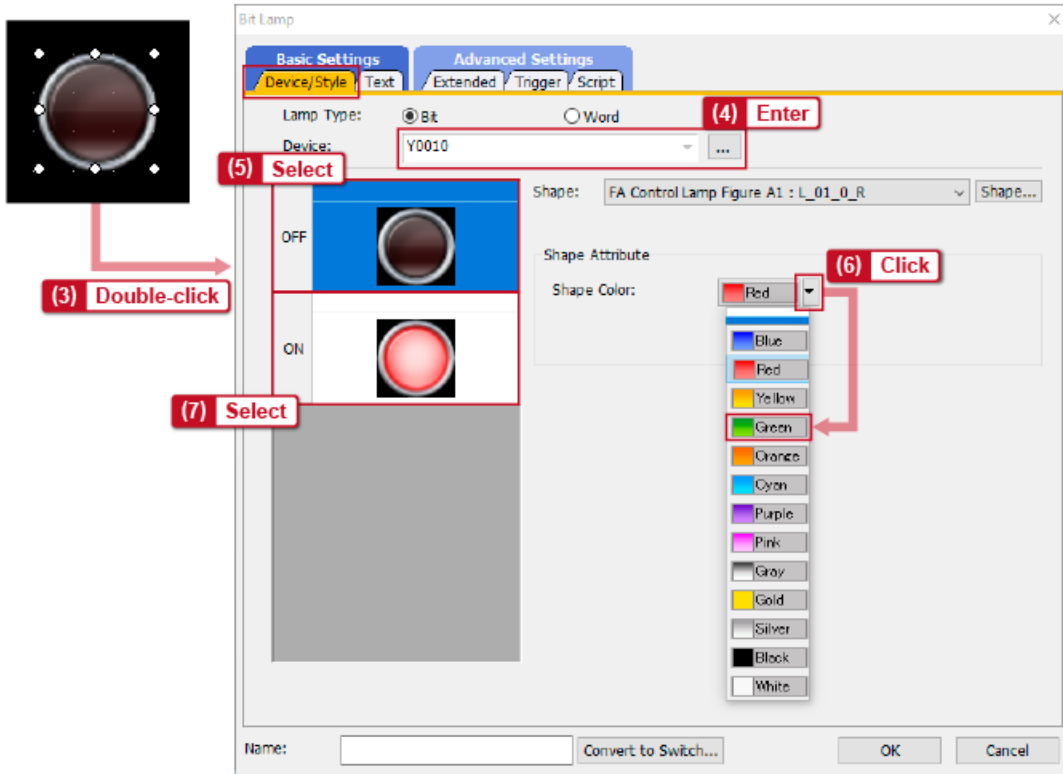 Bit Lamp
Basic Settings Advanced Settings
Device/Style Text Extended Trigger Script
Lamp Type: Bit Word
(4) Enter
Device: Y0010 ...
(5) Select
Shape: FA Control Lamp Figure A1 : L_01_0_R Shape...
OFF
Shape Attribute
(6) Click
(3) Double-click
Shape Color: Red
Blue
ON
Red
Yellow
(7) Select
Green
Orange
Cyan
Purple
Pink
Gray
Gold
Silver
Black
White
Name: Convert to Switch... OK Cancel